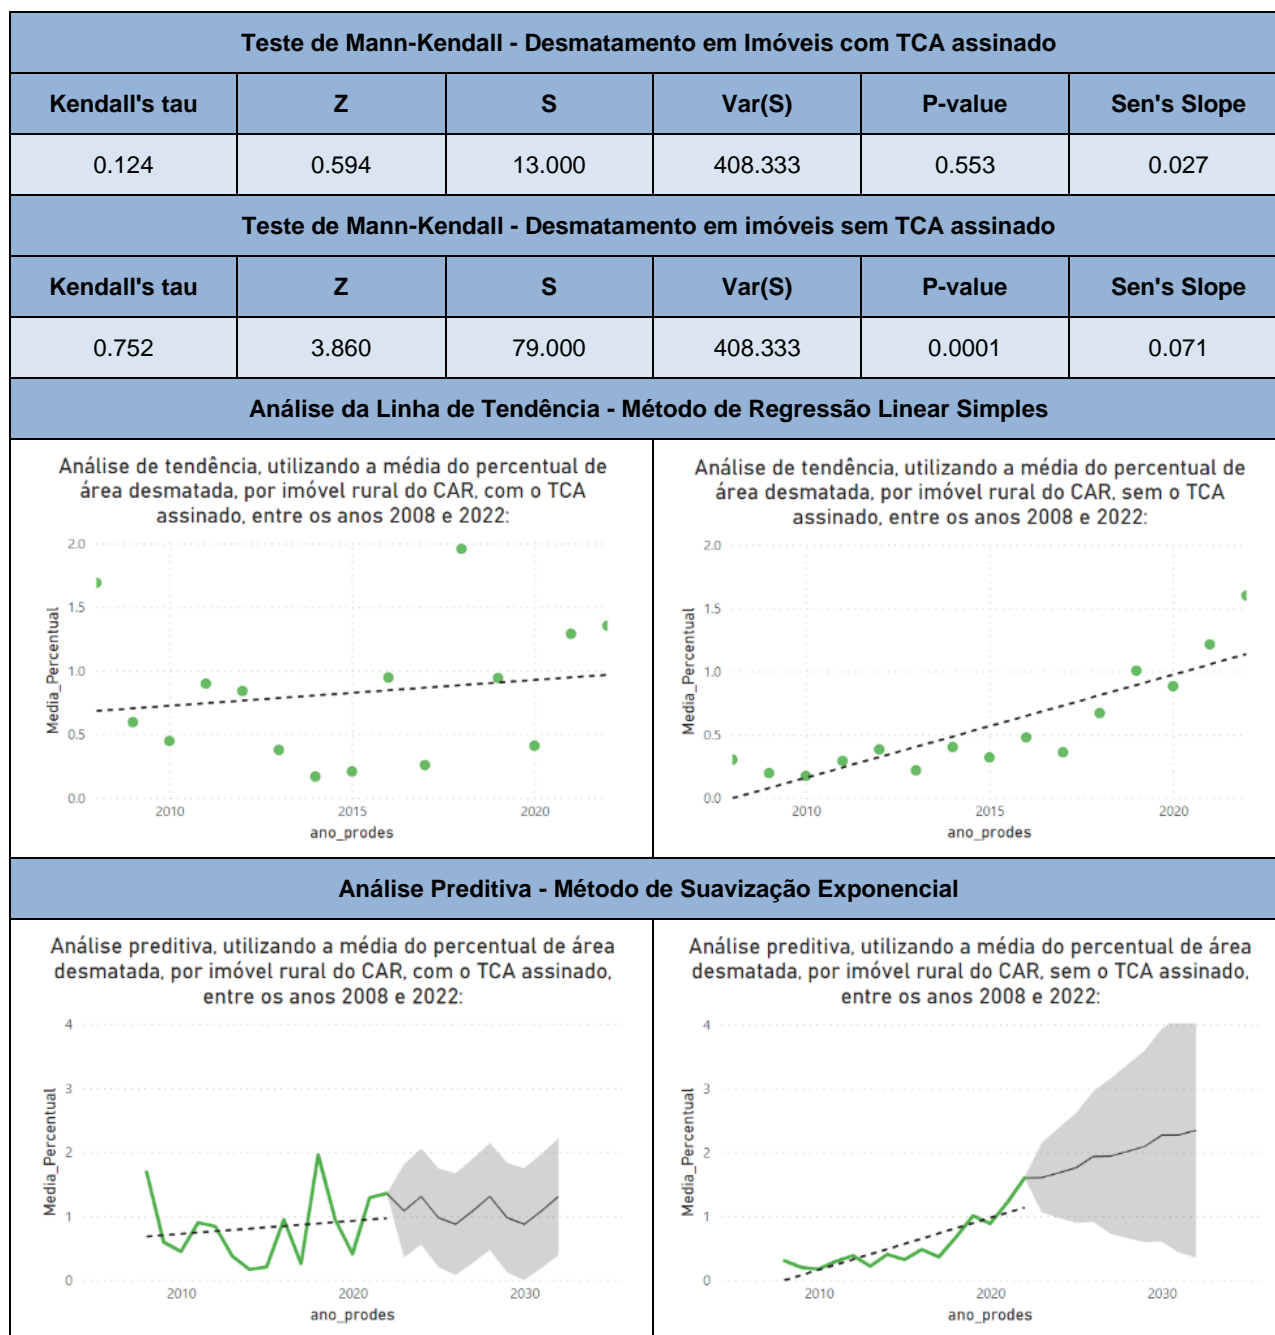 Teste de Mann-Kendall - Desmatamento em Imóveis com TCA assinado
Kendall's tau Z S Var(S) P-value Sen's Slope
0.124 0.594 13.000 408.333 0.553 0.027
Teste de Mann-Kendall - Desmatamento em imóveis sem TCA assinado
Kendall's tau Z S Var(S) P-value Sen's Slope
0.752 3.860 79.000 408.333 0.0001 0.071
Análise da Linha de Tendência - Método de Regressão Linear Simples
Análise de tendência, utilizando a média do percentual de
área desmatada, por imóvel rural do CAR, com o TCA
assinado, entre os anos 2008 e 2022:
2.0
1.5
1.0
0.5
0.0
Media_Percentual
2010 2015 2020
ano_prodes
Análise de tendência, utilizando a média do percentual de
área desmatada, por imóvel rural do CAR, sem o TCA
assinado, entre os anos 2008 e 2022:
2.0
1.5
1.0
0.5
0.0
Media_Percentual
2010 2015 2020
ano_prodes
Análise Preditiva - Método de Suavização Exponencial
Análise preditiva, utilizando a média do percentual de área
desmatada, por imóvel rural do CAR, com o TCA assinado,
entre os anos 2008 e 2022:
4
3
2
1
0
Media_Percentual
2010 2020 2030
ano_prodes
Análise preditiva, utilizando a média do percentual de área
desmatada, por imóvel rural do CAR, sem o TCA assinado,
entre os anos 2008 e 2022:
4
3
2
1
0
Media_Percentual
2010 2020 2030
ano_prodes